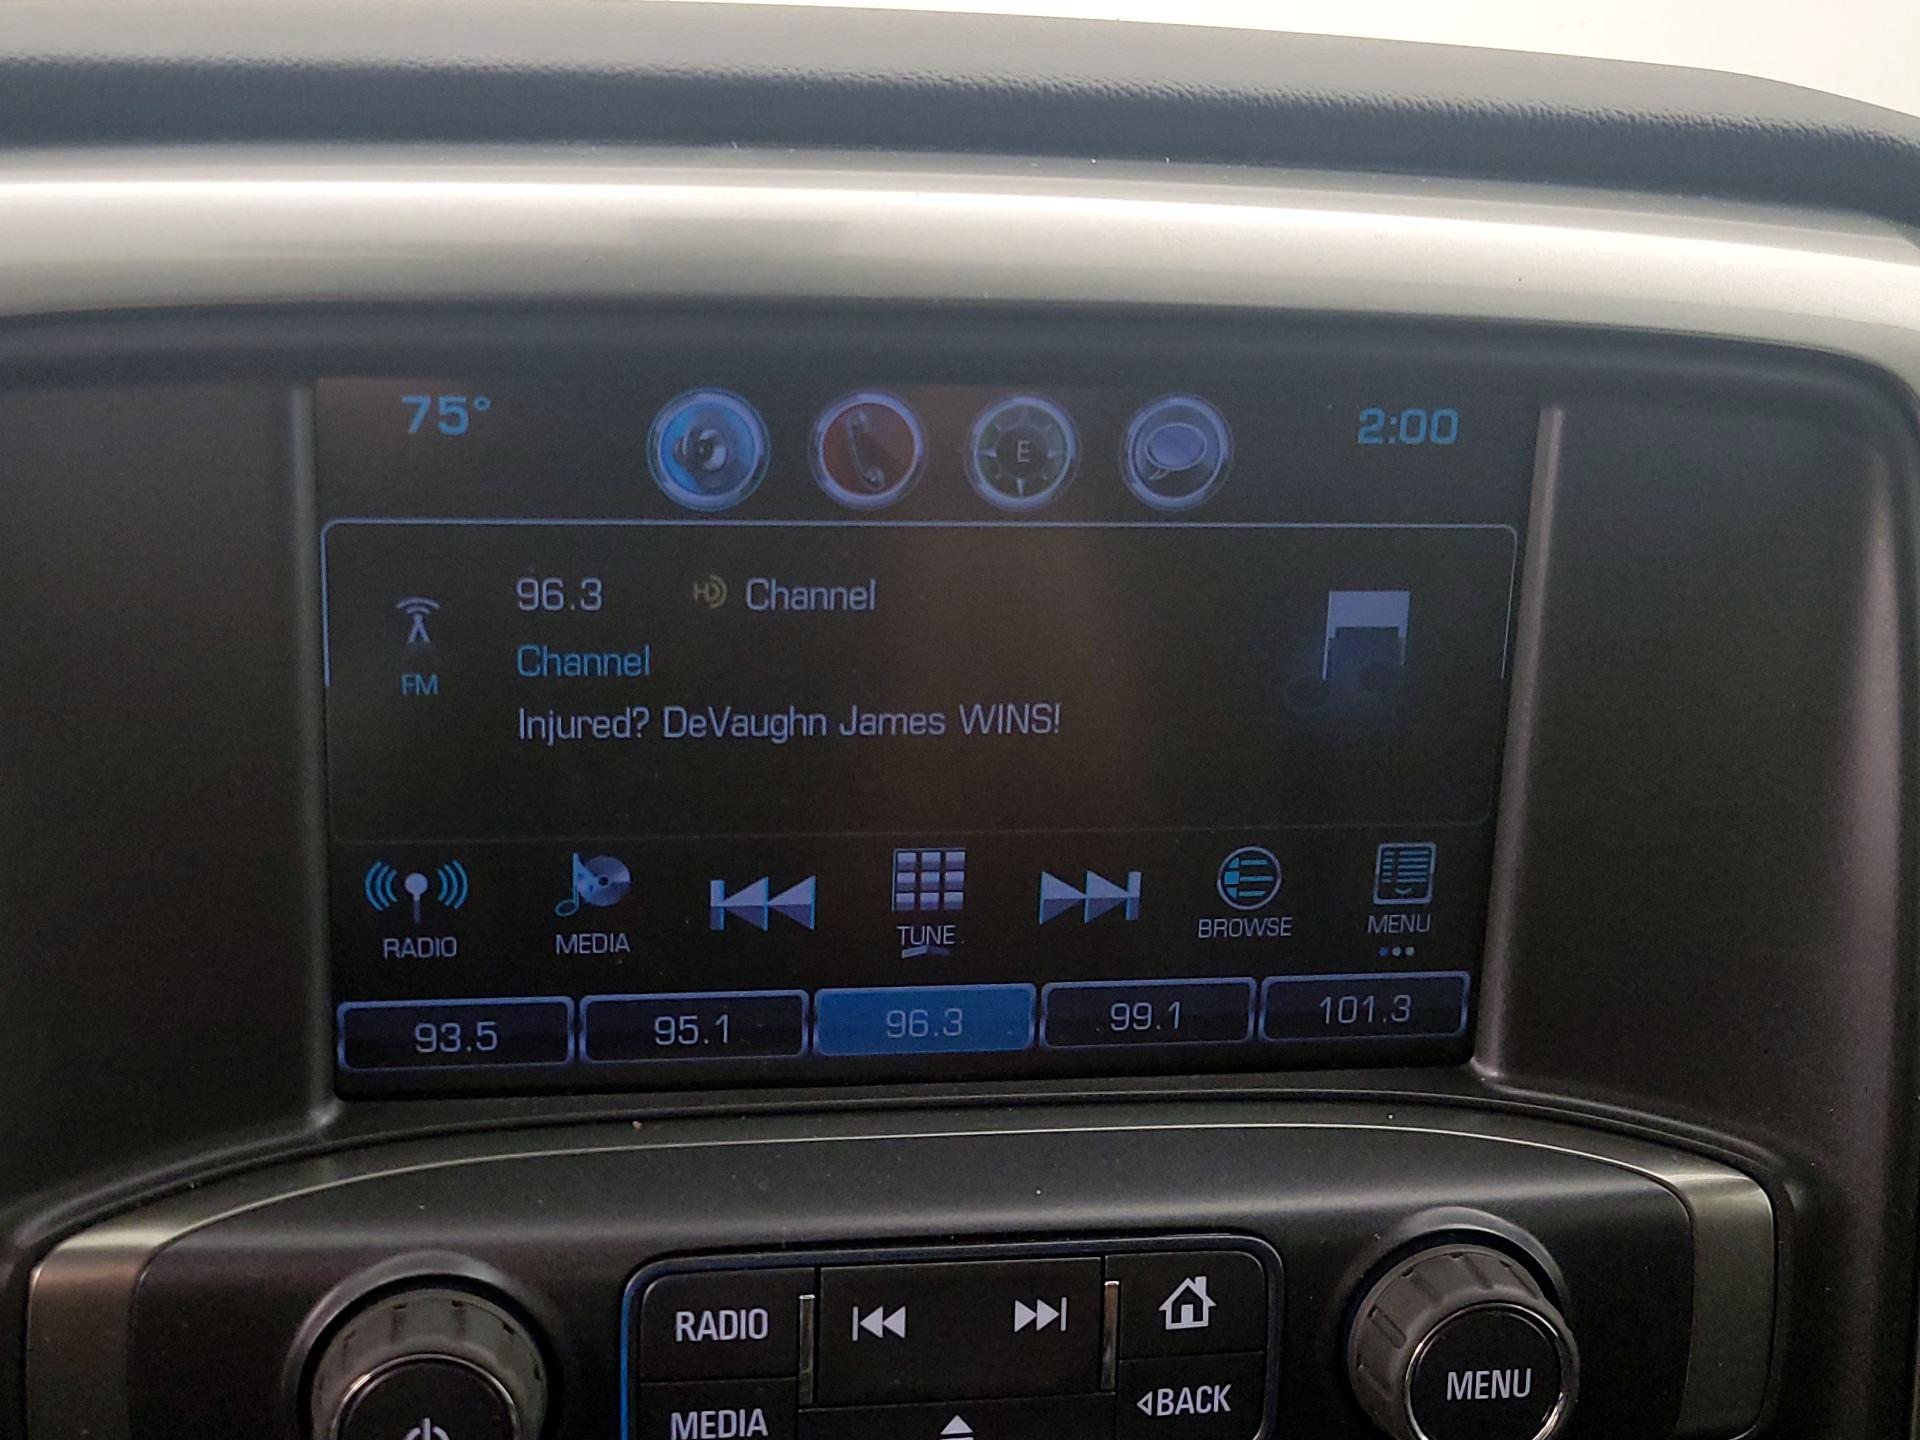 75° E 2:00
96.3 HD Channel
Channel
FM
Injured? DeVaughn James WINS!
RADIO MEDIA TUNE BROWSE MENU
93.5 95.1 96.3 99.1 101.3
RADIO
MEDIA
BACK
MENU